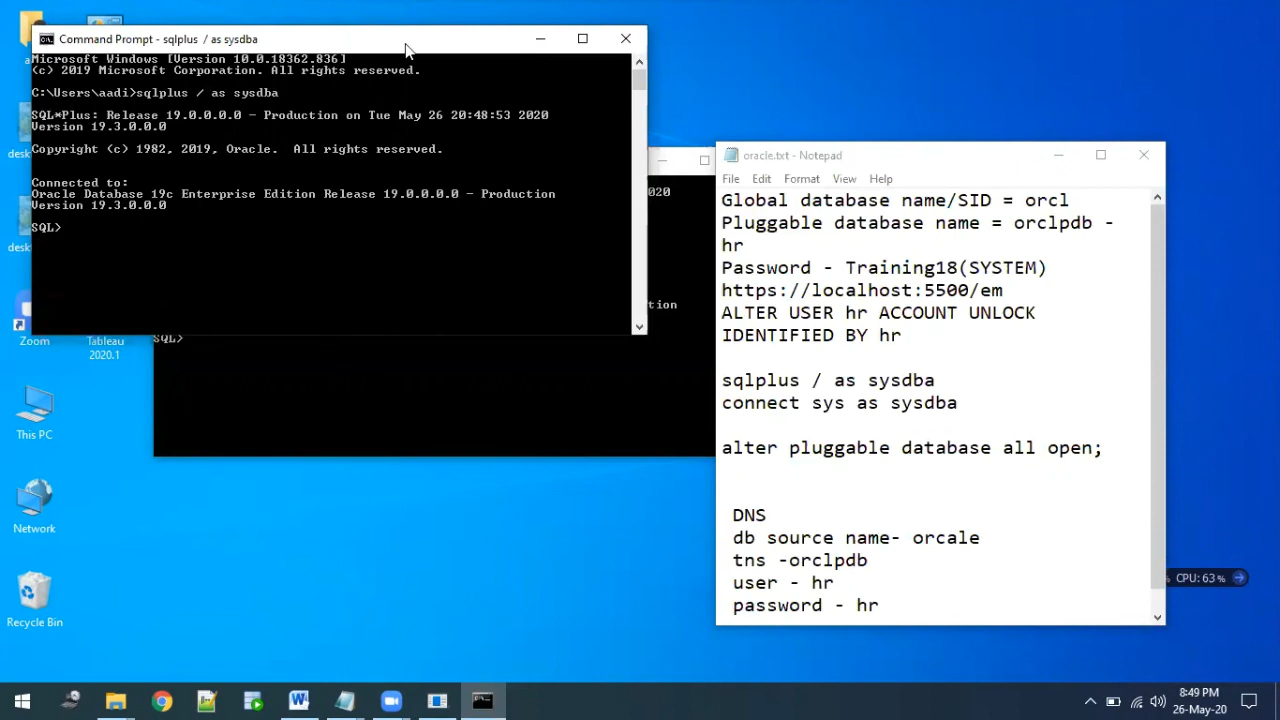 Command Prompt - sqlplus / as sysdba
Microsoft Windows [Version 10.0.18362.836]
(c) 2019 Microsoft Corporation. All rights reserved.
C:\Users\aadi>sqlplus / as sysdba
SQL*Plus: Release 19.0.0.0.0 - Production on Tue May 26 20:48:53 2020
Version 19.3.0.0.0
Copyright (c) 1982, 2019, Oracle.  All rights reserved.
Connected to:
Oracle Database 19c Enterprise Edition Release 19.0.0.0.0 - Production
Version 19.3.0.0.0
SQL>
020
tion
SQL>
oracle.txt - Notepad
File Edit Format View Help
Global database name/SID = orcl
Pluggable database name = orclpdb -
hr
Password - Training18(SYSTEM)
https://localhost:5500/em
ALTER USER hr ACCOUNT UNLOCK
IDENTIFIED BY hr
sqlplus / as sysdba
connect sys as sysdba
alter pluggable database all open;
DNS
db source name- orcale
tns -orclpdb
user - hr
password - hr
a
desk
desk
Zoom
Tableau
2020.1
This PC
Network
Recycle Bin
% CPU: 63 %
8:49 PM
26-May-20